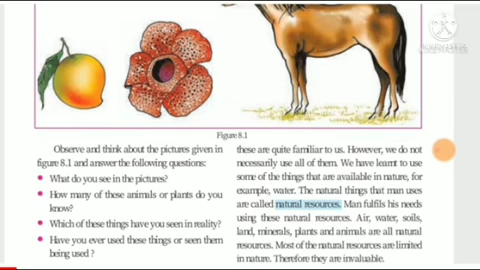 Figure 8.1
Observe and think about the pictures given in
figure 8.1 and answer the following questions:
• What do you see in the pictures?
• How many of these animals or plants do you
know?
• Which of these things have you seen in reality?
• Have you ever used these things or seen them
being used ?
these are quite familiar to us. However, we do not
necessarily use all of them. We have learnt to use
some of the things that are available in nature, for
example, water. The natural things that man uses
are called natural resources. Man fulfils his needs
using these natural resources. Air, water, soils,
land, minerals, plants and animals are all natural
resources. Most of the natural resources are limited
in nature. Therefore they are invaluable.